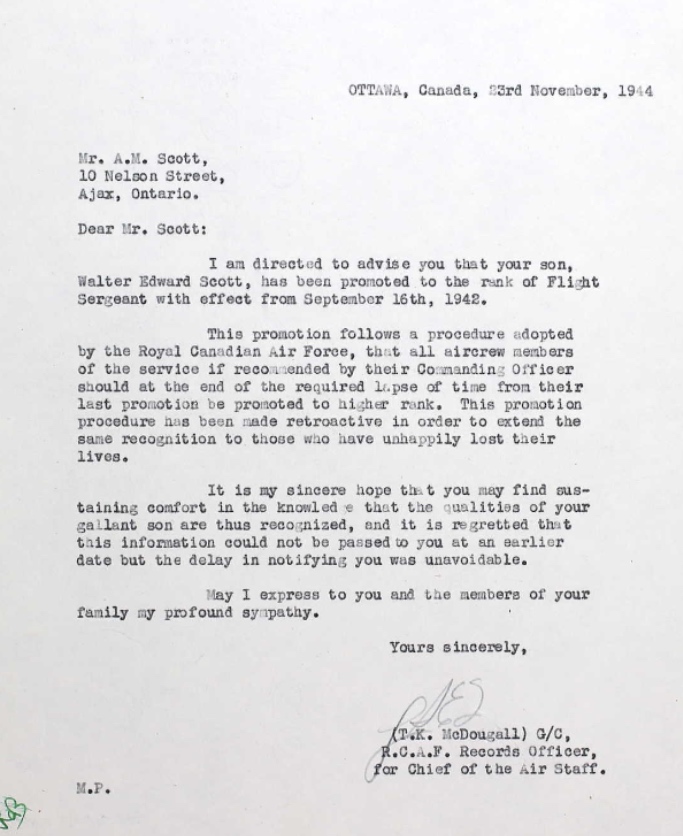 OTTAWA, Canada, 23rd November, 1944
Mr. A.M. Scott,
10 Nelson Street,
Ajax, Ontario.
Dear Mr. Scott:
I am directed to advise you that your son,
Walter Edward Scott, has been promoted to the rank of Flight
Sergeant with effect from September 16th, 1942.
This promotion follows a procedure adopted
by the Royal Canadian Air Force, that all aircrew members
of the service if recommended by their Commanding Officer
should at the end of the required lapse of time from their
last promotion be promoted to higher rank. This promotion
procedure has been made retroactive in order to extend the
same recognition to those who have unhappily lost their
lives.
It is my sincere hope that you may find sus-
taining comfort in the knowledge that the qualities of your
gallant son are thus recognized, and it is regretted that
this information could not be passed to you at an earlier
date but the delay in notifying you was unavoidable.
May I express to you and the members of your
family my profound sympathy.
Yours sincerely,
(T.K. McDougall) G/C,
R.C.A.F. Records Officer,
for Chief of the Air Staff.
M.P.